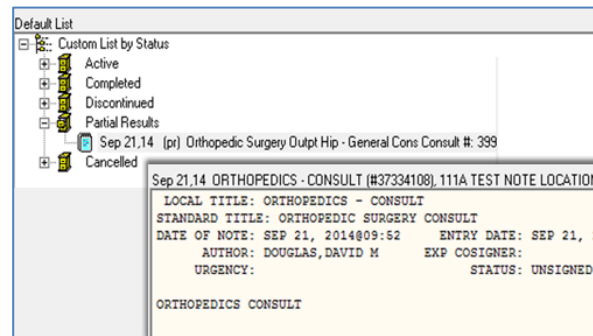 Default List
Custom List by Status
Active
Completed
Discontinued
Partial Results
Sep 21,14 (pr) Orthopedic Surgery Outpt Hip - General Cons Consult #: 399
Cancelled
Sep 21,14 ORTHOPEDICS - CONSULT (#37334108), 111A TEST NOTE LOCATION
LOCAL TITLE: ORTHOPEDICS - CONSULT
STANDARD TITLE: ORTHOPEDIC SURGERY CONSULT
DATE OF NOTE: SEP 21, 2014@09:52 ENTRY DATE: SEP 21,
AUTHOR: DOUGLAS,DAVID M EXP COSIGNER:
URGENCY: STATUS: UNSIGNED
ORTHOPEDICS CONSULT